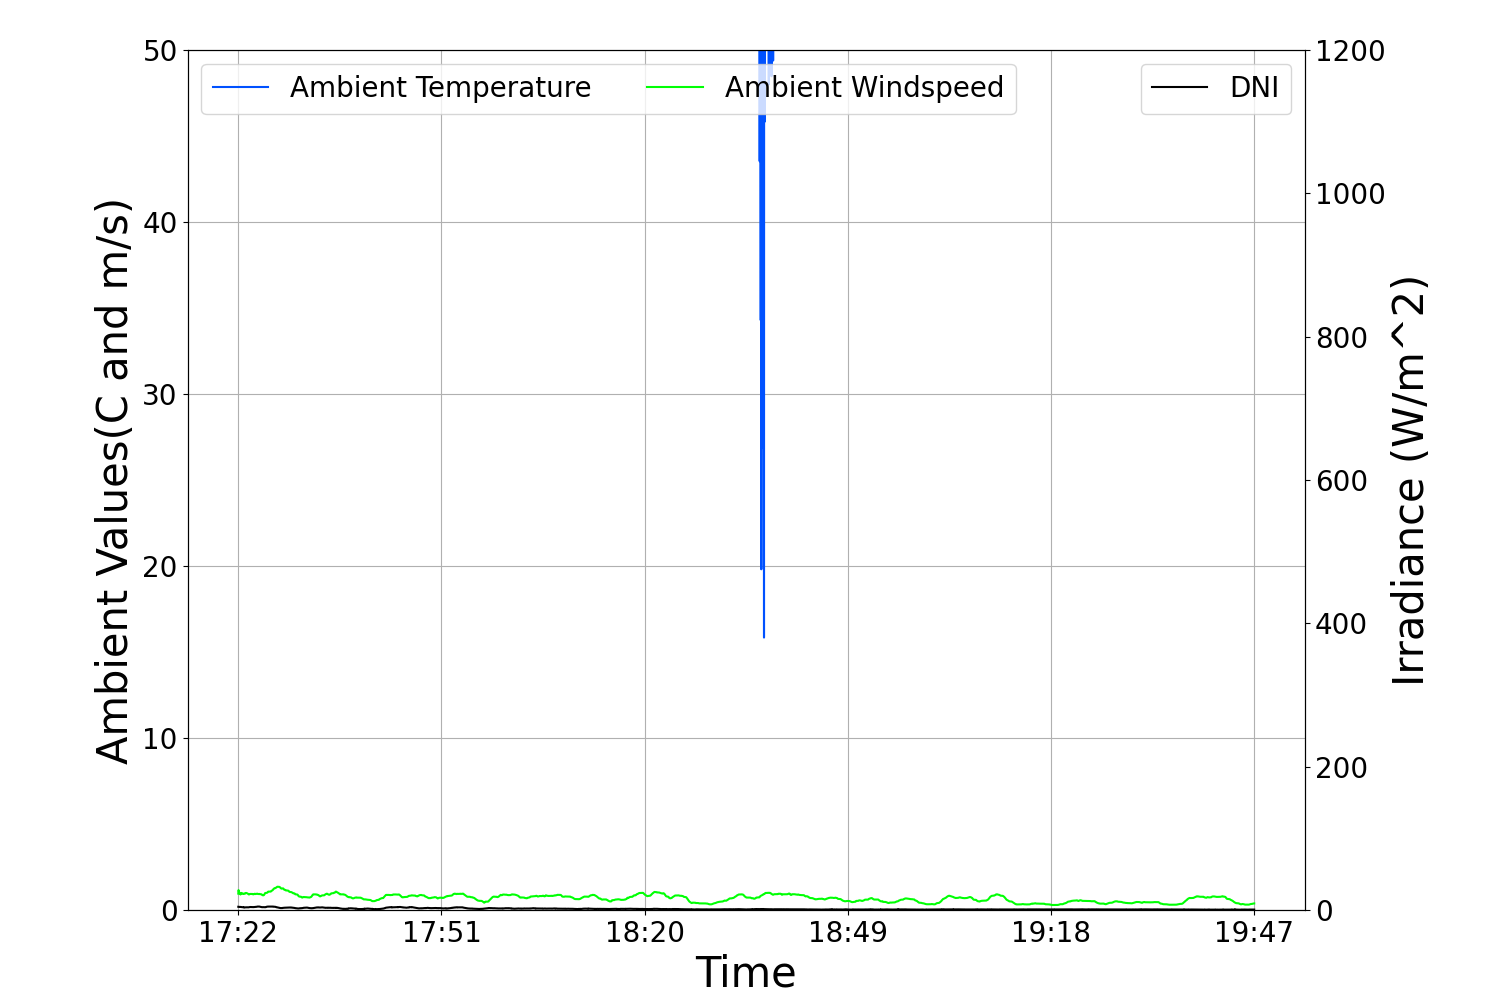 50
40
30
20
10
0
Ambient Values(C and m/s)
Ambient Temperature
Ambient Windspeed
DNI
1200
1000
800
600
400
200
0
Irradiance (W/m^2)
17:22 17:51 18:20 18:49 19:18 19:47
Time